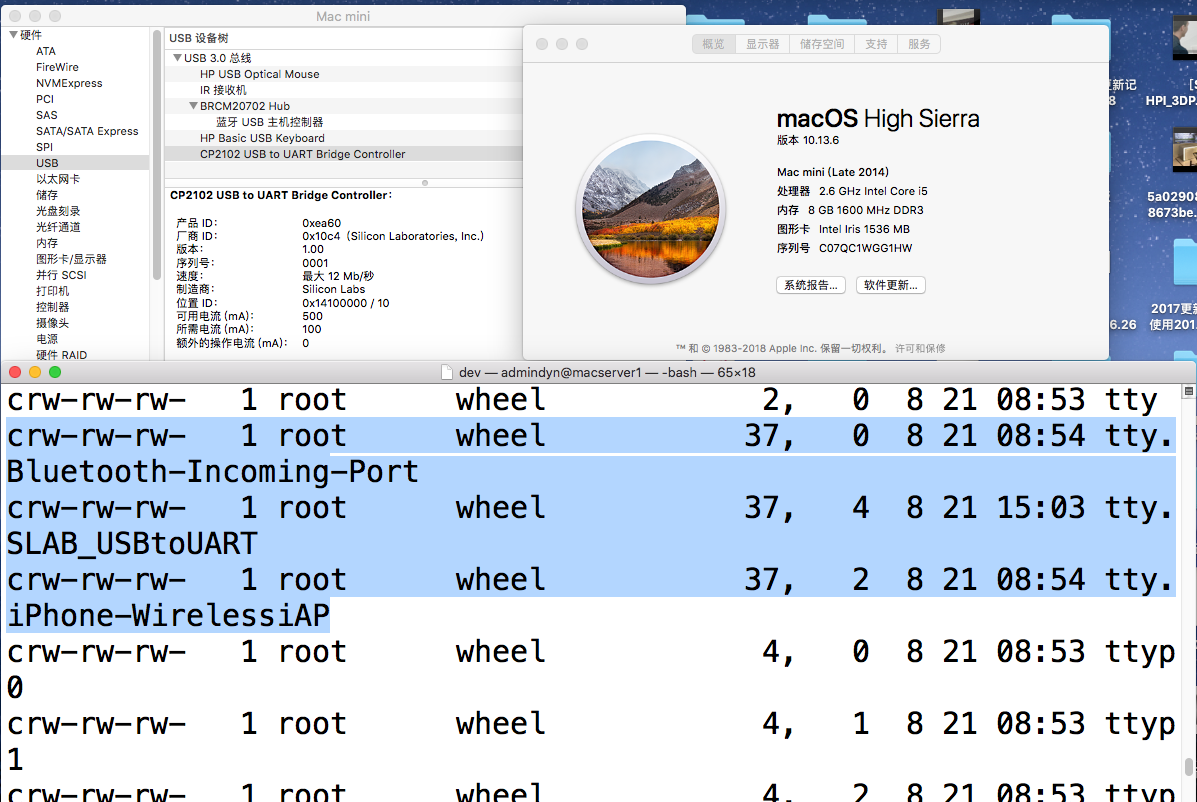 Mac mini
硬件
ATA
FireWire
NVMExpress
PCI
SAS
SATA/SATA Express
SPI
USB
以太网卡
储存
光盘刻录
光纤通道
内存
图形卡/显示器
并行 SCSI
打印机
控制器
摄像头
电源
硬件 RAID
USB 设备树
USB 3.0 总线
HP USB Optical Mouse
IR 接收机
BRCM20702 Hub
蓝牙 USB 主机控制器
HP Basic USB Keyboard
CP2102 USB to UART Bridge Controller
CP2102 USB to UART Bridge Controller：
产品 ID： 0xea60
厂商 ID： 0x10c4（Silicon Laboratories, Inc.）
版本： 1.00
序列号： 0001
速度： 最大 12 Mb/秒
制造商： Silicon Labs
位置 ID： 0x14100000 / 10
可用电流 (mA)： 500
所需电流 (mA)： 100
额外的操作电流 (mA)： 0
概览 显示器 储存空间 支持 服务
macOS High Sierra
版本 10.13.6
Mac mini (Late 2014)
处理器 2.6 GHz Intel Core i5
内存 8 GB 1600 MHz DDR3
图形卡 Intel Iris 1536 MB
序列号 C07QC1WGG1HW
系统报告... 软件更新...
™ 和 © 1983-2018 Apple Inc. 保留一切权利。 许可和保修
新记
8
HPI_3DP
5a02908
8673be.
2017更新
6.26 使用201
dev — admindyn@macserver1 — -bash — 65×18
crw-rw-rw- 1 root wheel 2, 0 8 21 08:53 tty
crw-rw-rw- 1 root wheel 37, 0 8 21 08:54 tty.
Bluetooth-Incoming-Port
crw-rw-rw- 1 root wheel 37, 4 8 21 15:03 tty.
SLAB_USBtoUART
crw-rw-rw- 1 root wheel 37, 2 8 21 08:54 tty.
iPhone-WirelessiAP
crw-rw-rw- 1 root wheel 4, 0 8 21 08:53 ttyp
0
crw-rw-rw- 1 root wheel 4, 1 8 21 08:53 ttyp
1
crw-rw-rw- 1 root wheel 4, 2 8 21 08:53 ttyp